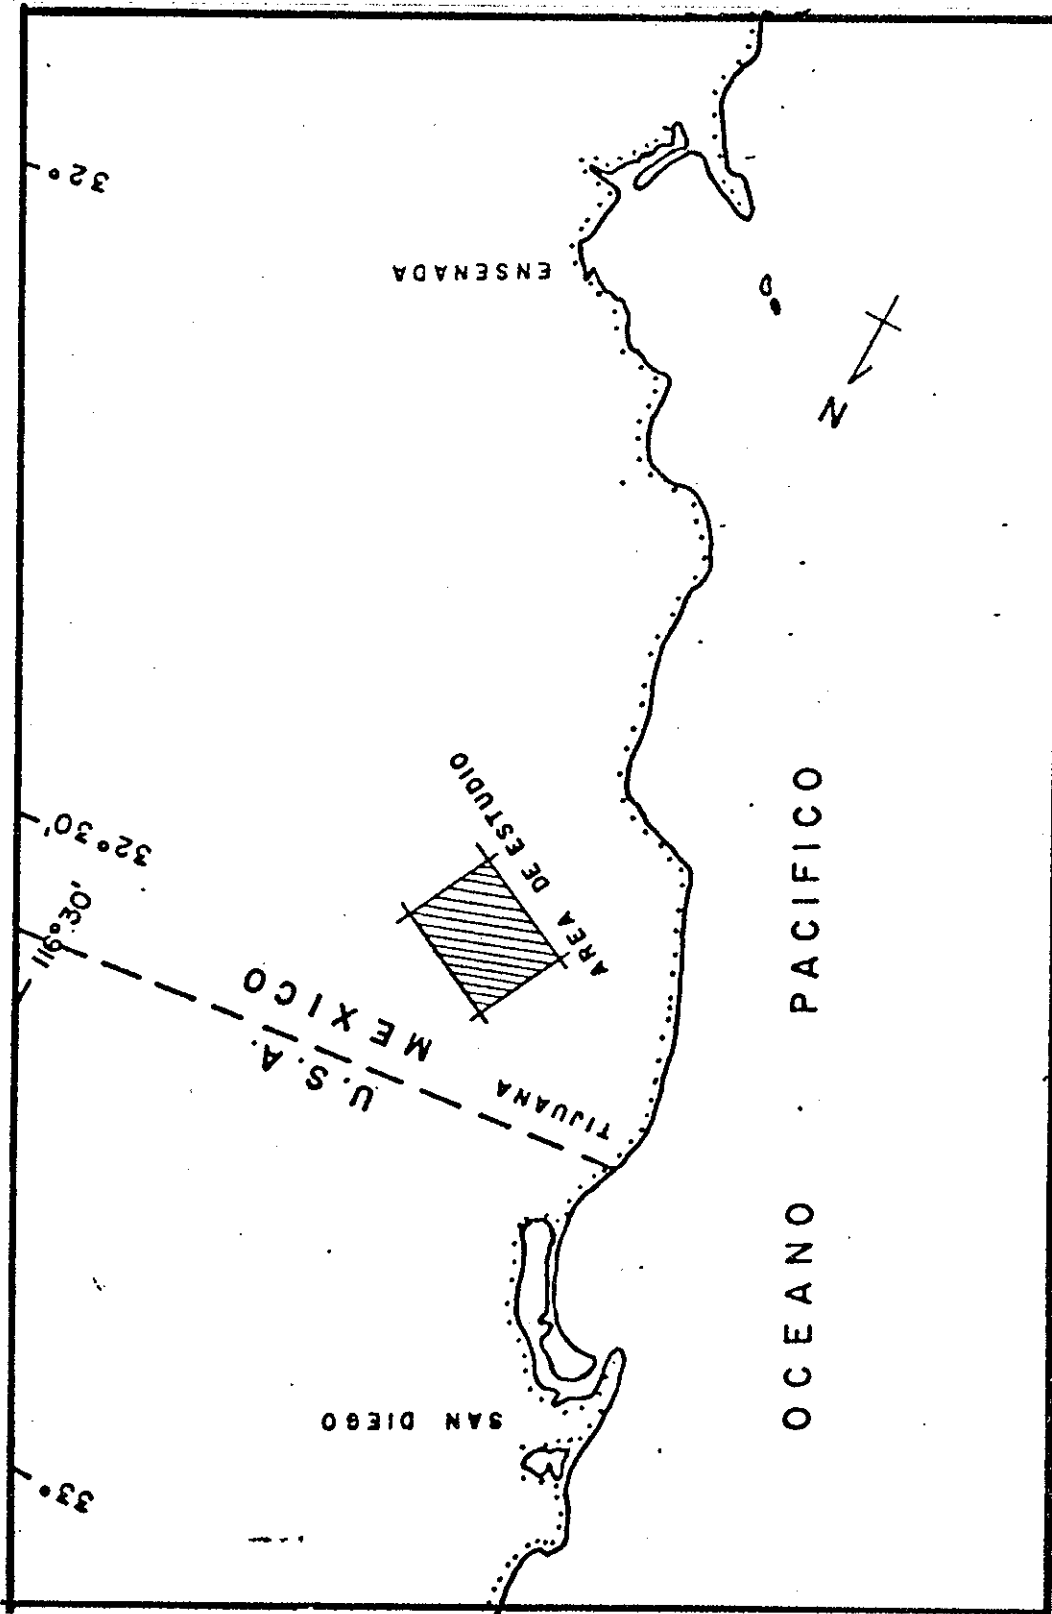 33°
SAN DIEGO
U.S.A.
MEXICO
TIJUANA
116° 30'
32° 30'
AREA DE ESTUDIO
ENSENADA
32°
N
OCEANO PACIFICO